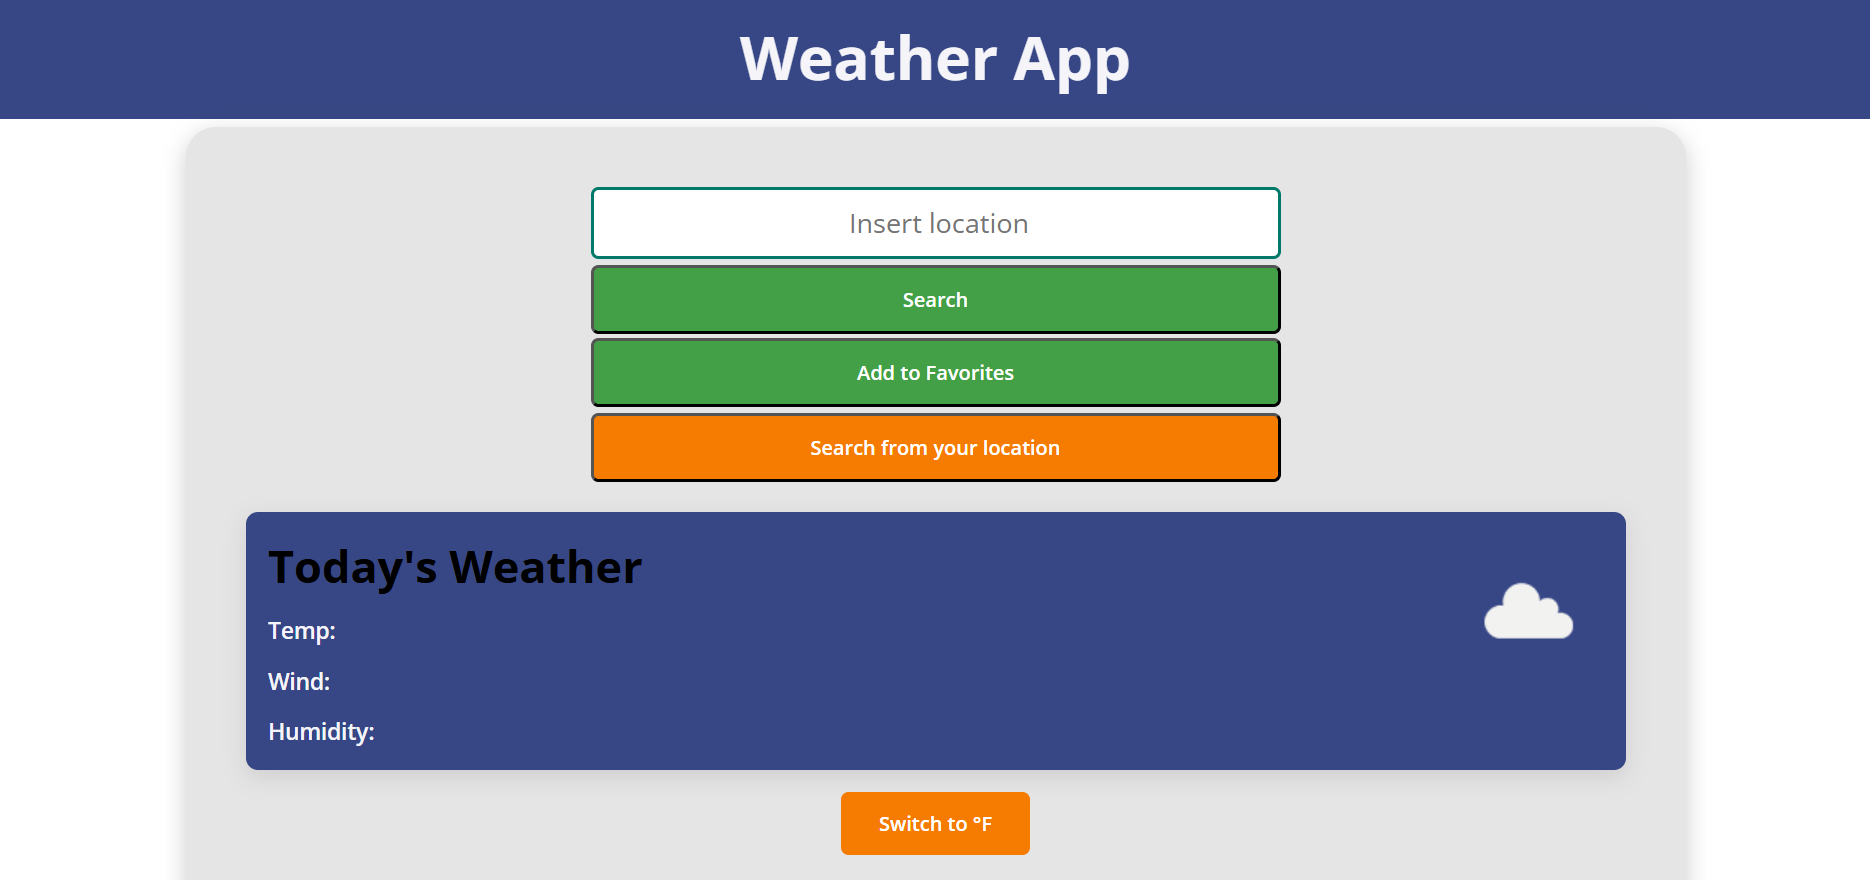 Weather App
Insert location
Search
Add to Favorites
Search from your location
Today's Weather
Temp:
Wind:
Humidity:
Switch to °F